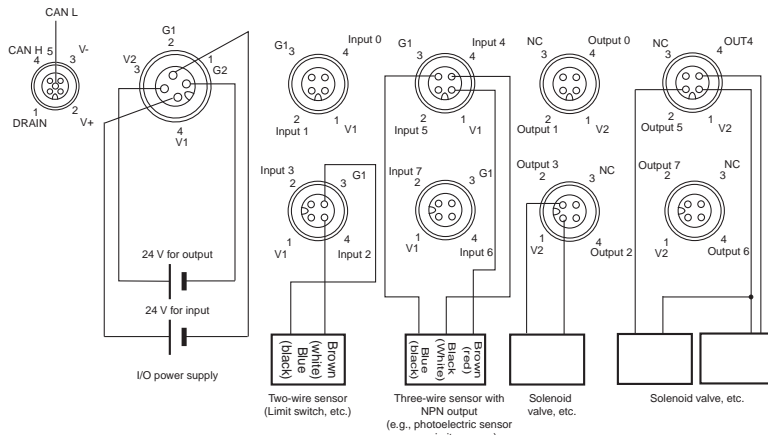 CAN L
CAN H
4
5
V-
3
1
DRAIN
2
V+
G1
2
V2
3
1
G2
4
V1
24 V for output
24 V for input
I/O power supply
G1
3
Input 0
4
2
Input 1
1
V1
Input 3
2
G1
3
1
V1
4
Input 2
Brown
(white)
Blue
(black)
Two-wire sensor
(Limit switch, etc.)
G1
3
Input 4
4
2
Input 5
1
V1
Input 7
2
G1
3
1
V1
4
Input 6
Brown
(red)
Black
(White)
Blue
(black)
Three-wire sensor with
NPN output
(e.g., photoelectric sensor
NC
3
Output 0
4
2
Output 1
1
V2
Output 3
2
NC
3
1
V2
4
Output 2
Solenoid
valve, etc.
NC
3
OUT4
4
2
Output 5
1
V2
Output 7
2
NC
3
1
V2
4
Output 6
Solenoid valve, etc.